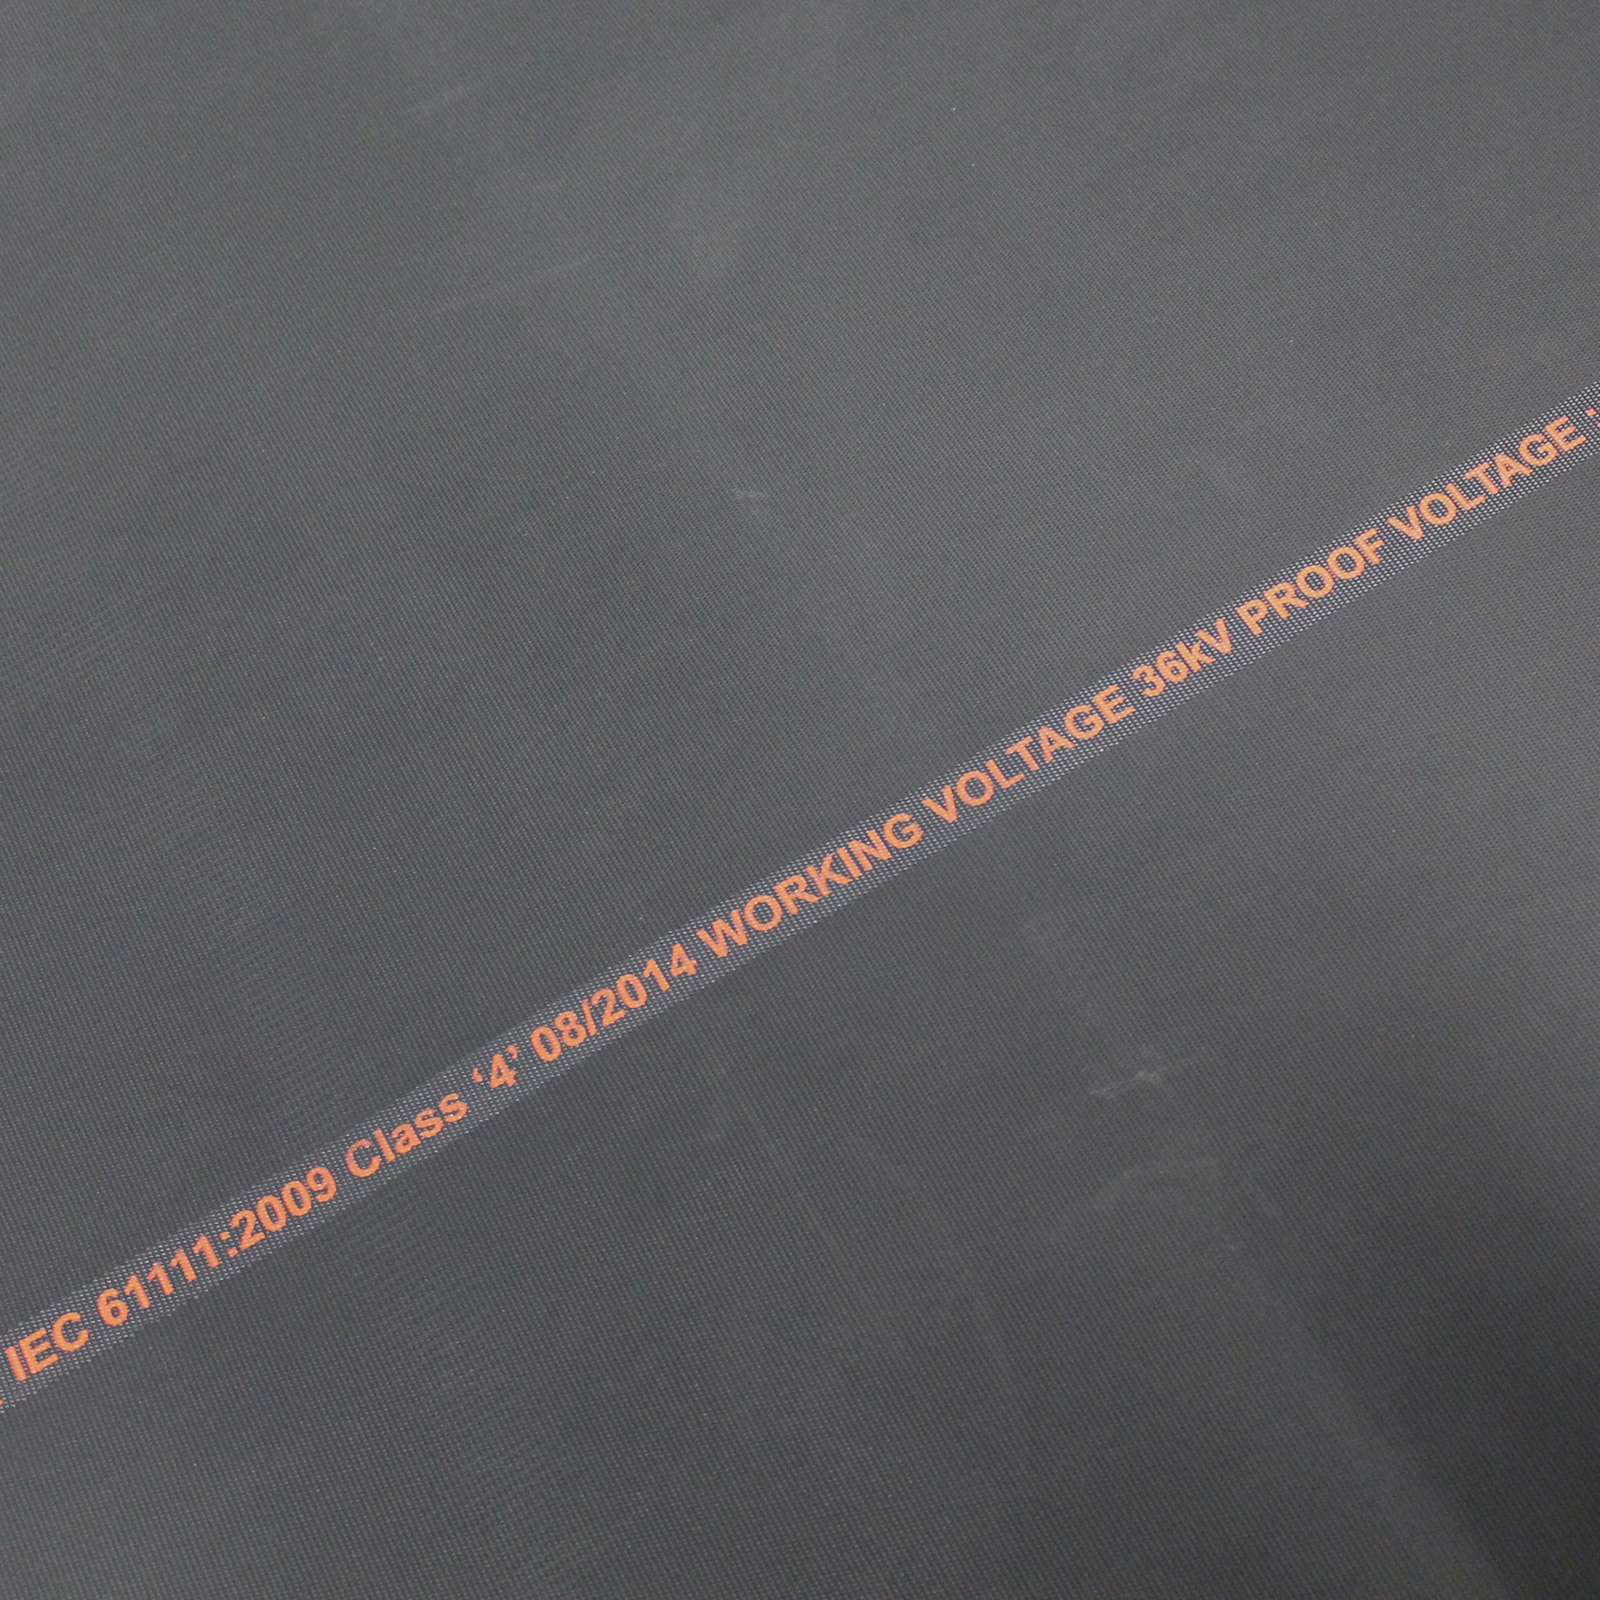 IEC 61111:2009 Class ‘4’ 08/2014 WORKING VOLTAGE 36kV PROOF VOLTAGE